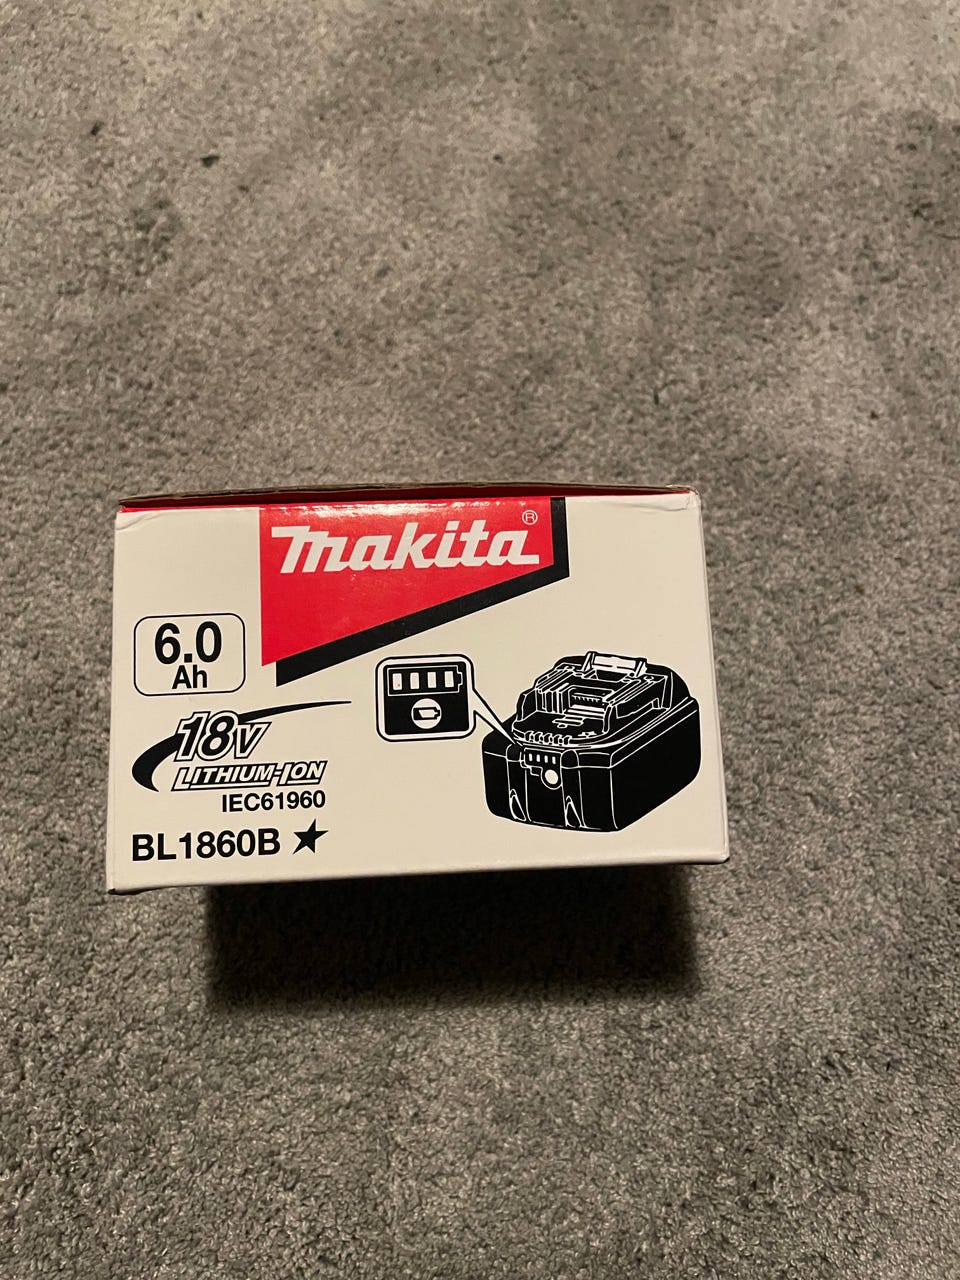 Makita®
6.0
Ah
18V
LITHIUM-ION
IEC61960
BL1860B ★